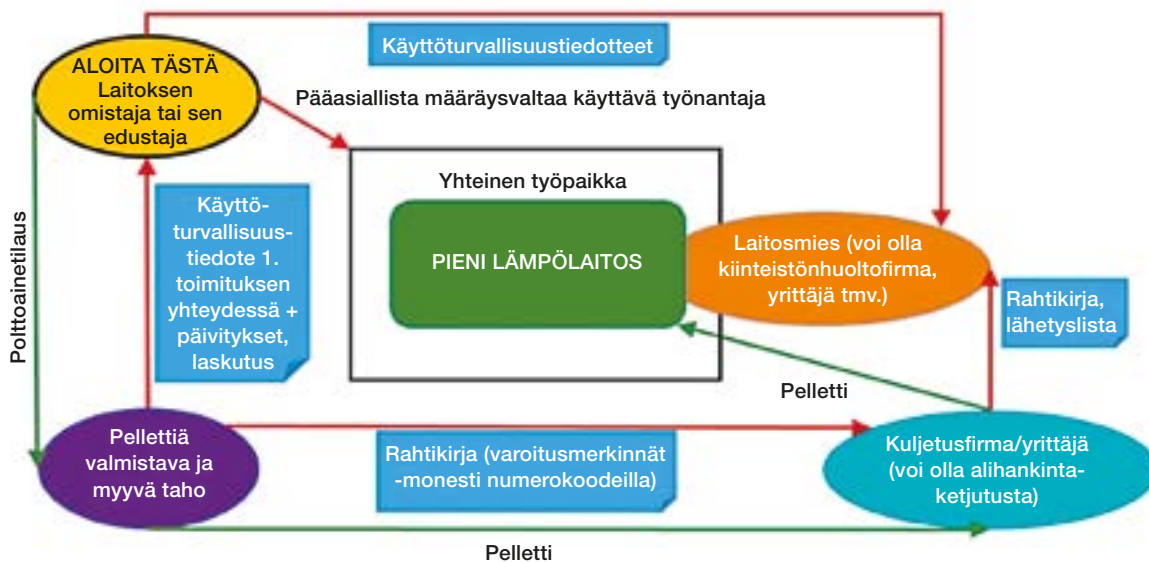 Käyttöturvallisuustiedotteet
ALOITA TÄSTÄ
Laitoksen
omistaja tai sen
edustaja
Pääasiallista määräysvaltaa käyttävä työnantaja
Yhteinen työpaikka
PIENI LÄMPÖLAITOS
Laitosmies (voi olla
kiinteistönhuoltofirma,
yrittäjä tmv.)
Käyttö-
turvallisuus-
tiedote 1.
toimituksen
yhteydessä +
päivitykset,
laskutus
Polttoainetilaus
Rahtikirja,
lähetyslista
Pelletti
Pellettiä
valmistava ja
myyvä taho
Rahtikirja (varoitusmerkinnät
-monesti numerokoodeilla)
Kuljetusfirma/yrittäjä
(voi olla alihankinta-
ketjutusta)
Pelletti